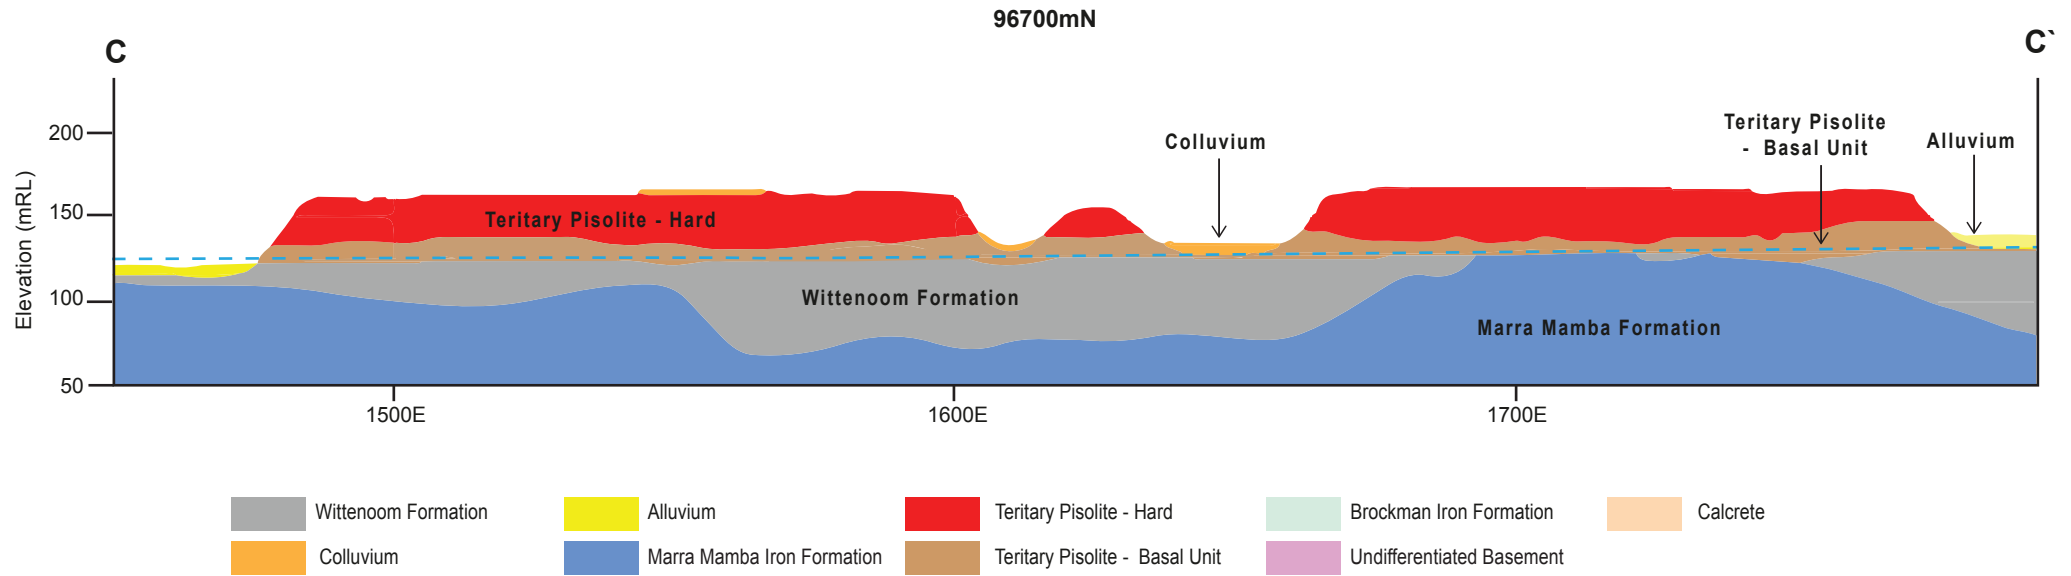 96700mN
C
C`
200
150
100
50
Elevation (mRL)
Colluvium
Teritary Pisolite
- Basal Unit
Alluvium
Teritary Pisolite - Hard
Wittenoom Formation
Marra Mamba Formation
1500E
1600E
1700E
Wittenoom Formation
Alluvium
Teritary Pisolite - Hard
Brockman Iron Formation
Calcrete
Colluvium
Marra Mamba Iron Formation
Teritary Pisolite - Basal Unit
Undifferentiated Basement